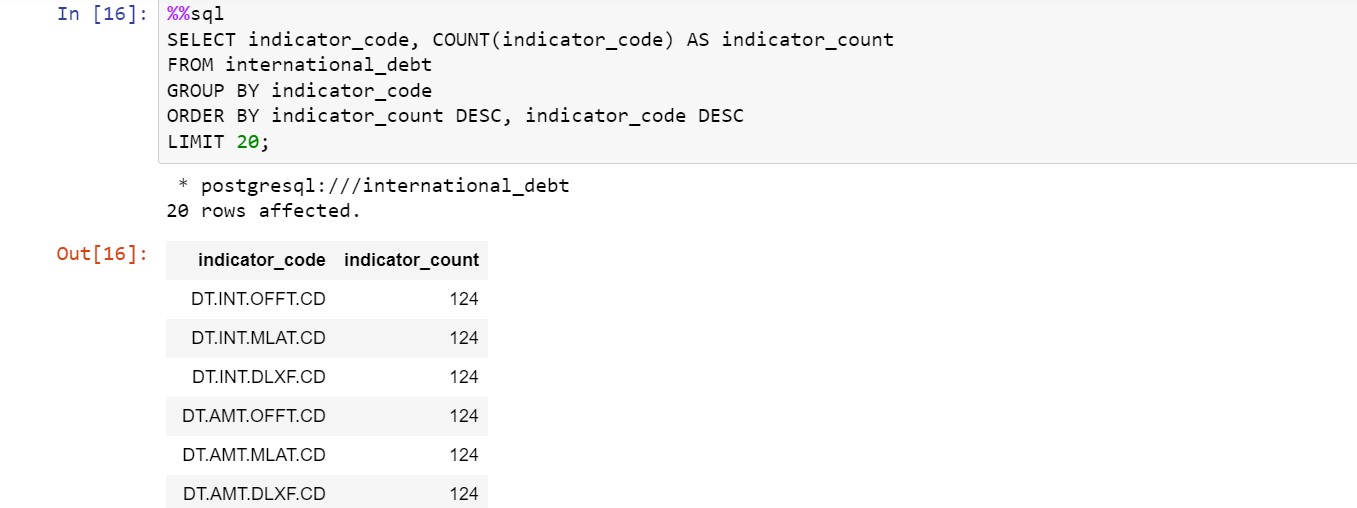 In [16]: %%sql
SELECT indicator_code, COUNT(indicator_code) AS indicator_count
FROM international_debt
GROUP BY indicator_code
ORDER BY indicator_count DESC, indicator_code DESC
LIMIT 20;
* postgresql:///international_debt
20 rows affected.
Out[16]: indicator_code indicator_count
DT.INT.OFFT.CD 124
DT.INT.MLAT.CD 124
DT.INT.DLXF.CD 124
DT.AMT.OFFT.CD 124
DT.AMT.MLAT.CD 124
DT.AMT.DLXF.CD 124